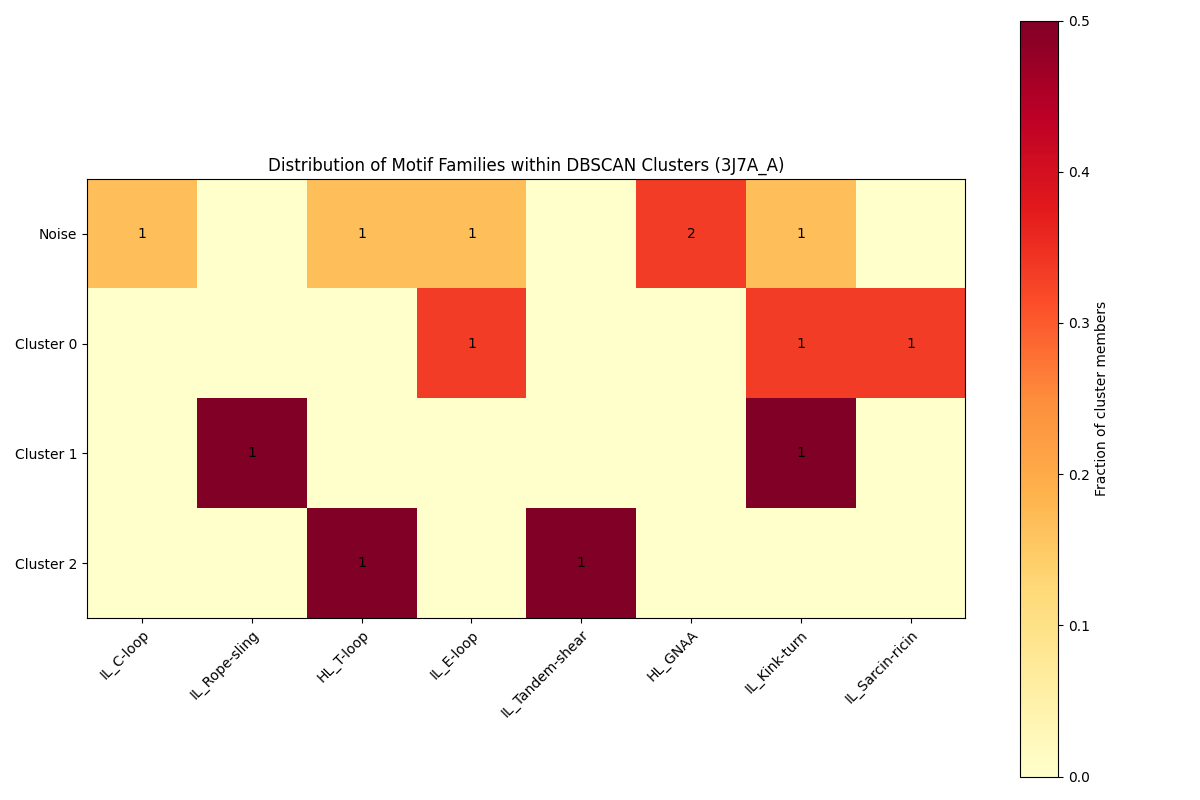 Distribution of Motif Families within DBSCAN Clusters (3J7A_A)
Noise
1
1
1
2
1
Cluster 0
1
1
1
Cluster 1
1
1
Cluster 2
1
1
IL_C-loop
IL_Rope-sling
HL_T-loop
IL_E-loop
IL_Tandem-shear
HL_GNAA
IL_Kink-turn
IL_Sarcin-ricin
0.5
0.4
0.3
0.2
0.1
0.0
Fraction of cluster members